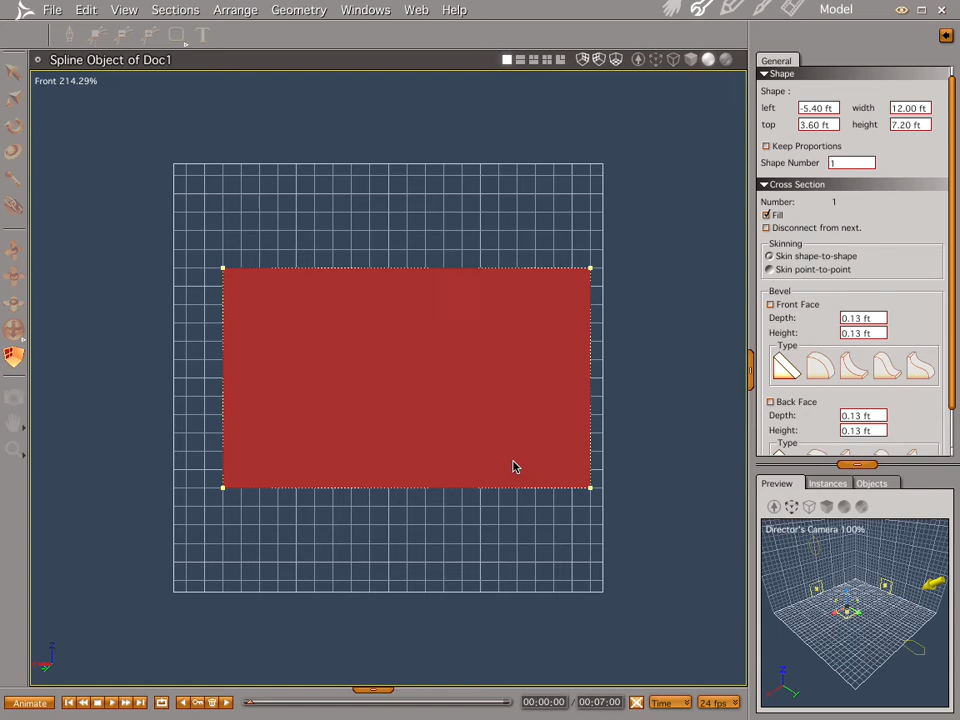 File Edit View Sections Arrange Geometry Windows Web Help Model
T
Spline Object of Doc1
Front 214.29%
General
Shape
Shape :
left -5.40 ft width 12.00 ft
top 3.60 ft height 7.20 ft
Keep Proportions
Shape Number 1
Cross Section
Number: 1
Fill
Disconnect from next.
Skinning
Skin shape-to-shape
Skin point-to-point
Bevel
Front Face
Depth: 0.13 ft
Height: 0.13 ft
Type
Back Face
Depth: 0.13 ft
Height: 0.13 ft
Type
Preview Instances Objects
Director's Camera 100%
Z
Z
Animate 00:00:00 / 00:07:00 Time 24 fps